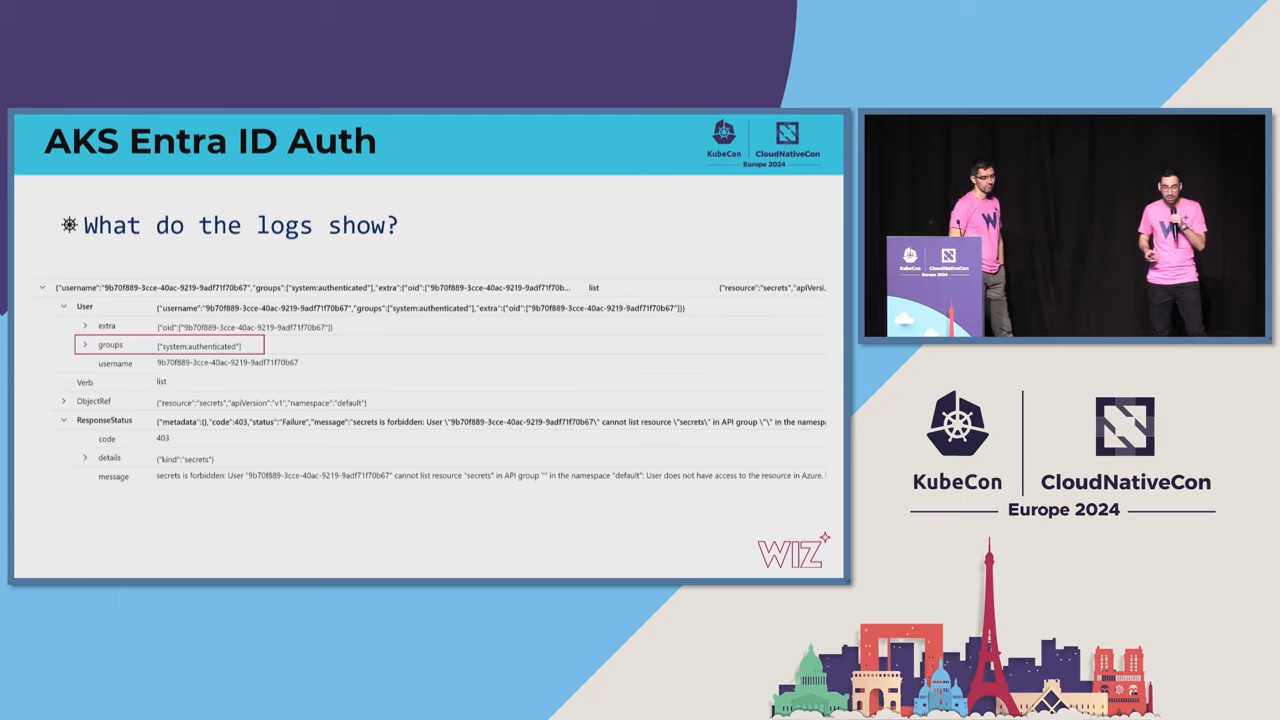 AKS Entra ID Auth
KubeCon
CloudNativeCon
Europe 2024
What do the logs show?
{"username":"9b70f889-3cce-40ac-9219-9adf71f70b67","groups":["system:authenticated"],"extra":{"oid":["9b70f889-3cce-40ac-9219-9adf71f70b... list {"resource":"secrets","apiVersi.
User {"username":"9b70f889-3cce-40ac-9219-9adf71f70b67","groups":["system:authenticated"],"extra":{"oid":["9b70f889-3cce-40ac-9219-9adf71f70b67"]}}
extra {"oid":["9b70f889-3cce-40ac-9219-9adf71f70b67"]}
groups ["system:authenticated"]
username 9b70f889-3cce-40ac-9219-9adf71f70b67
Verb list
ObjectRef {"resource":"secrets","apiVersion":"v1","namespace":"default"}
ResponseStatus {"metadata":{},"code":403,"status":"Failure","message":"secrets is forbidden: User \"9b70f889-3cce-40ac-9219-9adf71f70b67\" cannot list resource \"secrets\" in API group \"\" in the namesp
code 403
details {"kind":"secrets"}
message secrets is forbidden: User "9b70f889-3cce-40ac-9219-9adf71f70b67" cannot list resource "secrets" in API group "" in the namespace "default": User does not have access to the resource in Azure.
WIZ
W
W
KubeCon
CloudNativeCon
Europe 2024
KubeCon
CloudNativeCon
Europe 2024